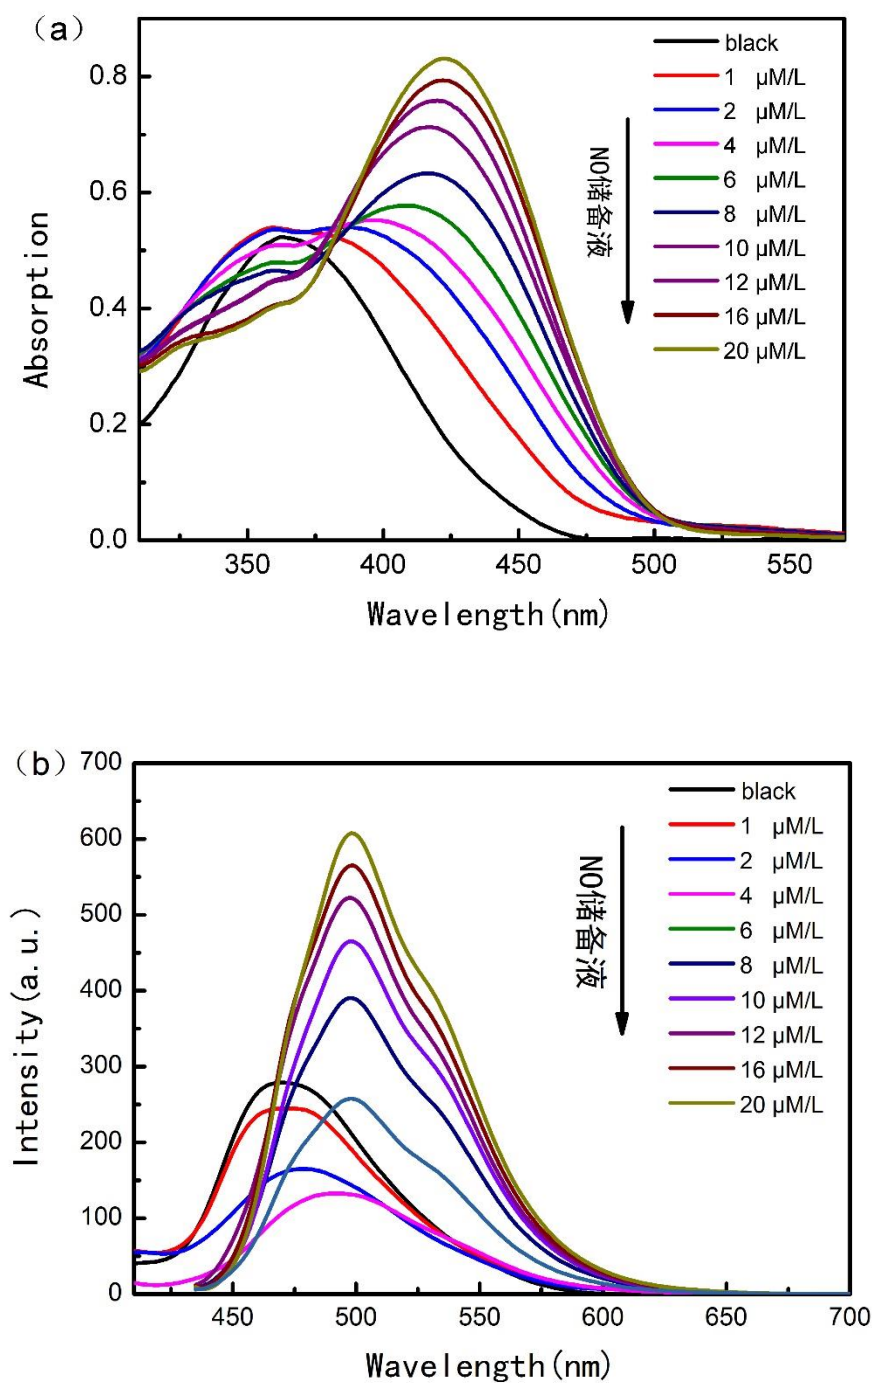 （a）
Absorption
0.8
0.6
0.4
0.2
0.0
350
400
450
500
550
Wavelength(nm)
black
1 μM/L
2 μM/L
4 μM/L
6 μM/L
8 μM/L
10 μM/L
12 μM/L
16 μM/L
20 μM/L
NO储备液
（b）
Intensity(a.u.)
700
600
500
400
300
200
100
0
450
500
550
600
650
700
Wavelength(nm)
black
1 μM/L
2 μM/L
4 μM/L
6 μM/L
8 μM/L
10 μM/L
12 μM/L
16 μM/L
20 μM/L
NO储备液